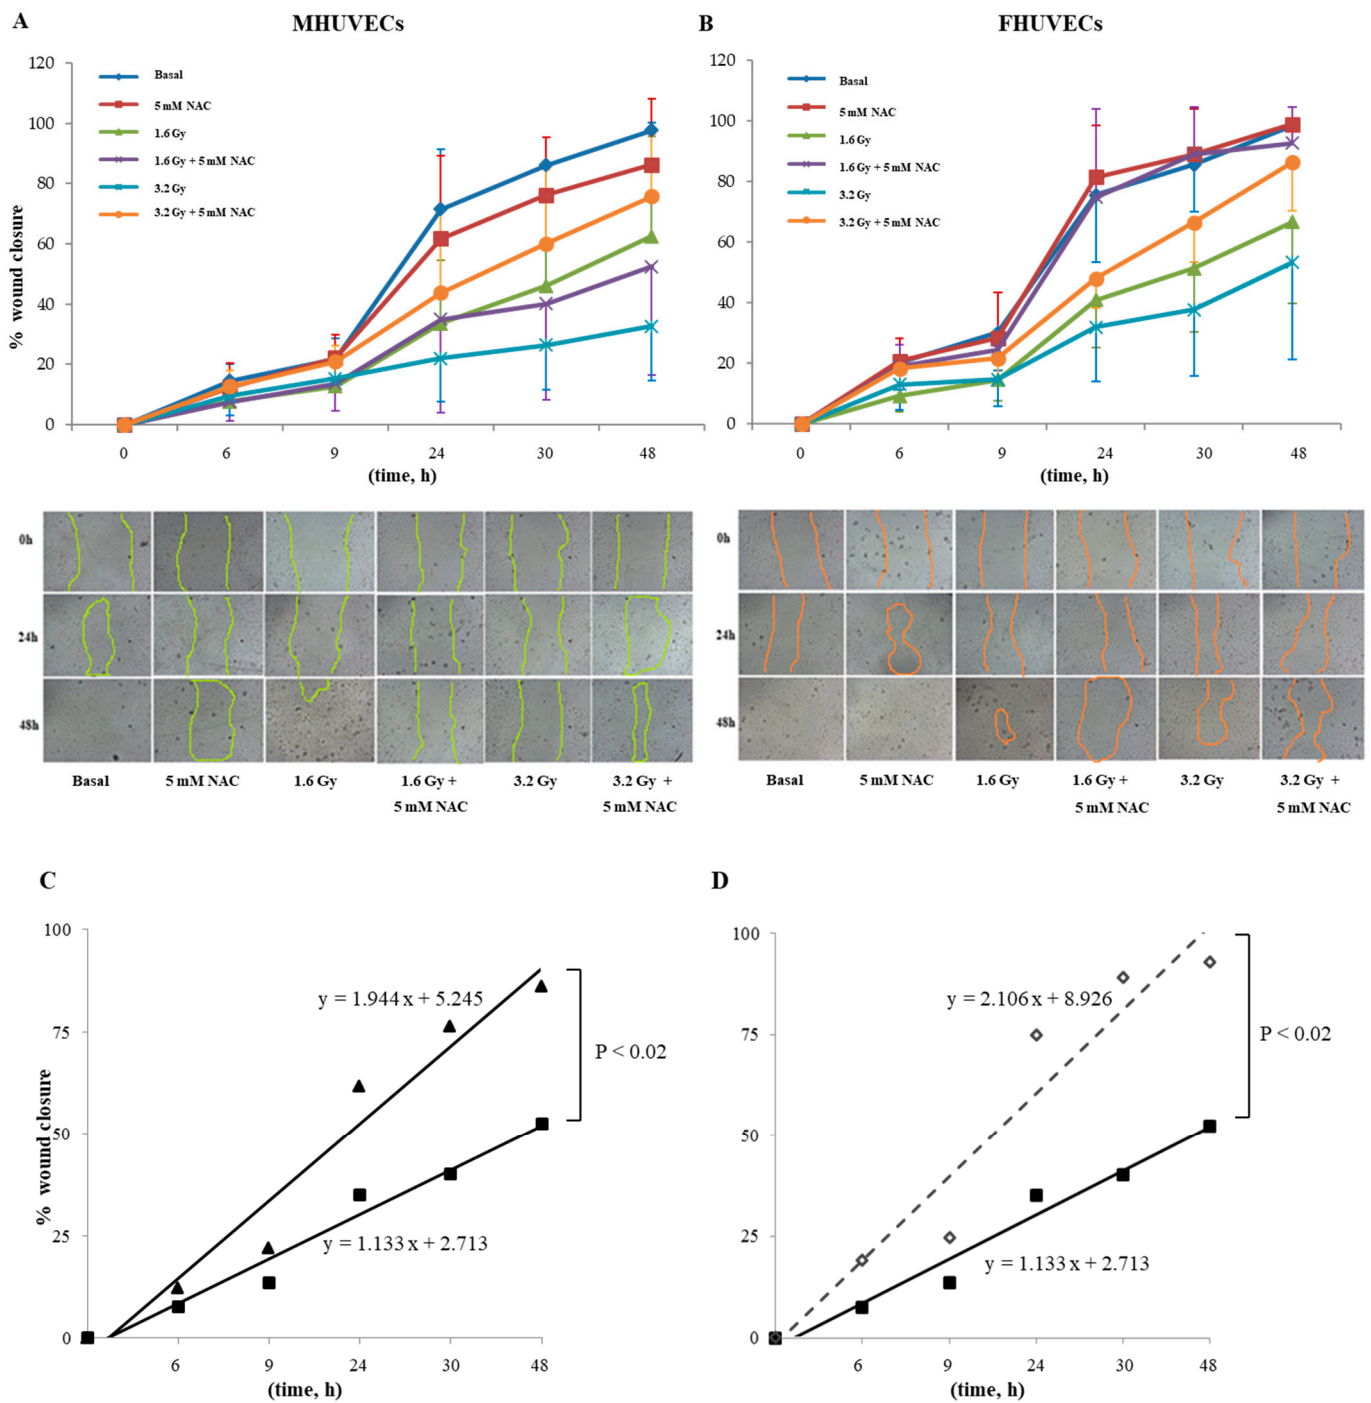 A
MHUVECs
B
FHUVECs
% wound closure
120
100
80
60
40
20
0
Basal
5 mM NAC
1.6 Gy
1.6 Gy + 5 mM NAC
3.2 Gy
3.2 Gy + 5 mM NAC
0 6 9 24 30 48
(time, h)
120
100
80
60
40
20
0
Basal
5 mM NAC
1.6 Gy
1.6 Gy + 5 mM NAC
3.2 Gy
3.2 Gy + 5 mM NAC
0 6 9 24 30 48
(time, h)
0h
24h
48h
Basal 5 mM NAC 1.6 Gy 1.6 Gy + 3.2 Gy 3.2 Gy +
5 mM NAC 5 mM NAC
0h
24h
48h
Basal 5 mM NAC 1.6 Gy 1.6 Gy + 3.2 Gy 3.2 Gy +
5 mM NAC 5 mM NAC
C
% wound closure
100
75
50
25
0
y = 1.944 x + 5.245
P < 0.02
y = 1.133 x + 2.713
6 9 24 30 48
(time, h)
D
100
75
50
25
0
y = 2.106 x + 8.926
P < 0.02
y = 1.133 x + 2.713
6 9 24 30 48
(time, h)